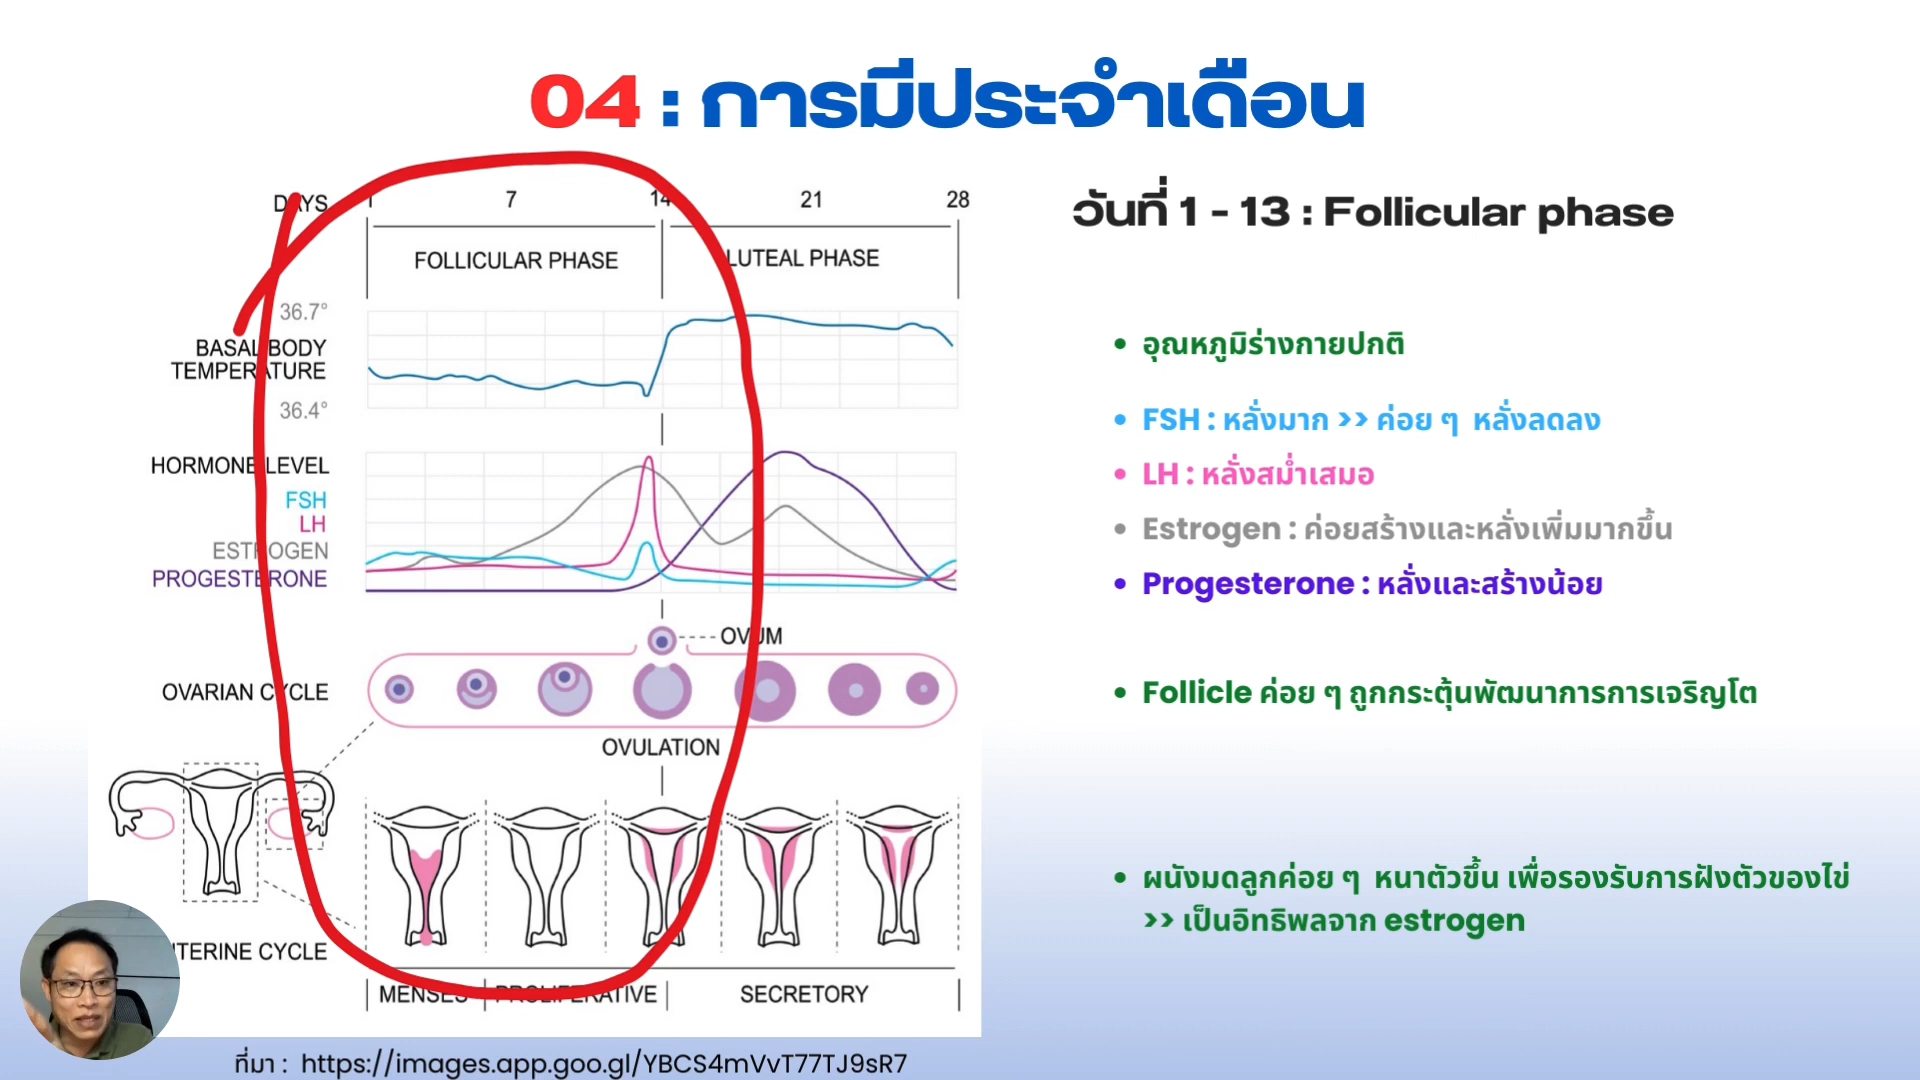 04 : การมีประจำเดือน
DAYS 1 7 14 21 28
FOLLICULAR PHASE LUTEAL PHASE
36.7°
BASAL BODY
TEMPERATURE
36.4°
HORMONE LEVEL
FSH
LH
ESTROGEN
PROGESTERONE
OVUM
OVARIAN CYCLE
OVULATION
UTERINE CYCLE
MENSES PROLIFERATIVE SECRETORY
ที่มา : https://images.app.goo.gl/YBCS4mVvT77TJ9sR7
วันที่ 1 - 13 : Follicular phase
• อุณหภูมิร่างกายปกติ
• FSH : หลั่งมาก >> ค่อย ๆ หลั่งลดลง
• LH : หลั่งสม่ำเสมอ
• Estrogen : ค่อยสร้างและหลั่งเพิ่มมากขึ้น
• Progesterone : หลั่งและสร้างน้อย
• Follicle ค่อย ๆ ถูกกระตุ้นพัฒนาการการเจริญโต
• ผนังมดลูกค่อย ๆ หนาตัวขึ้น เพื่อรองรับการฝังตัวของไข่
>> เป็นอิทธิพลจาก estrogen